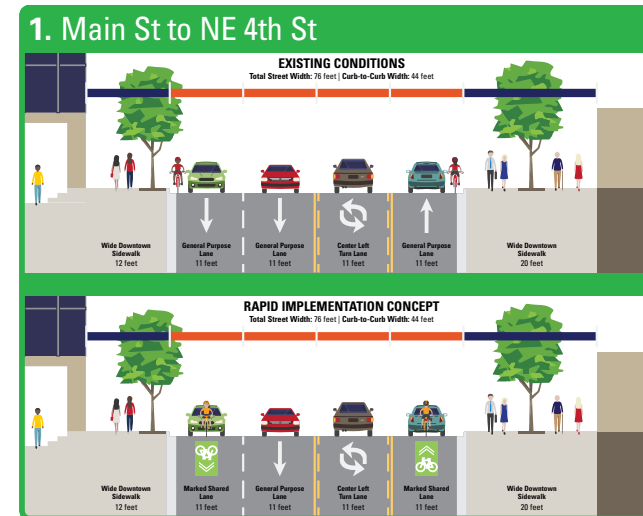 1. Main St to NE 4th St
EXISTING CONDITIONS
Total Street Width: 76 feet | Curb-to-Curb Width: 44 feet
Wide Downtown
Sidewalk
12 feet
General Purpose
Lane
11 feet
General Purpose
Lane
11 feet
Center Left
Turn Lane
11 feet
General Purpose
Lane
11 feet
Wide Downtown
Sidewalk
20 feet
RAPID IMPLEMENTATION CONCEPT
Total Street Width: 76 feet | Curb-to-Curb Width: 44 feet
Wide Downtown
Sidewalk
12 feet
Marked Shared
Lane
11 feet
General Purpose
Lane
11 feet
Center Left
Turn Lane
11 feet
Marked Shared
Lane
11 feet
Wide Downtown
Sidewalk
20 feet